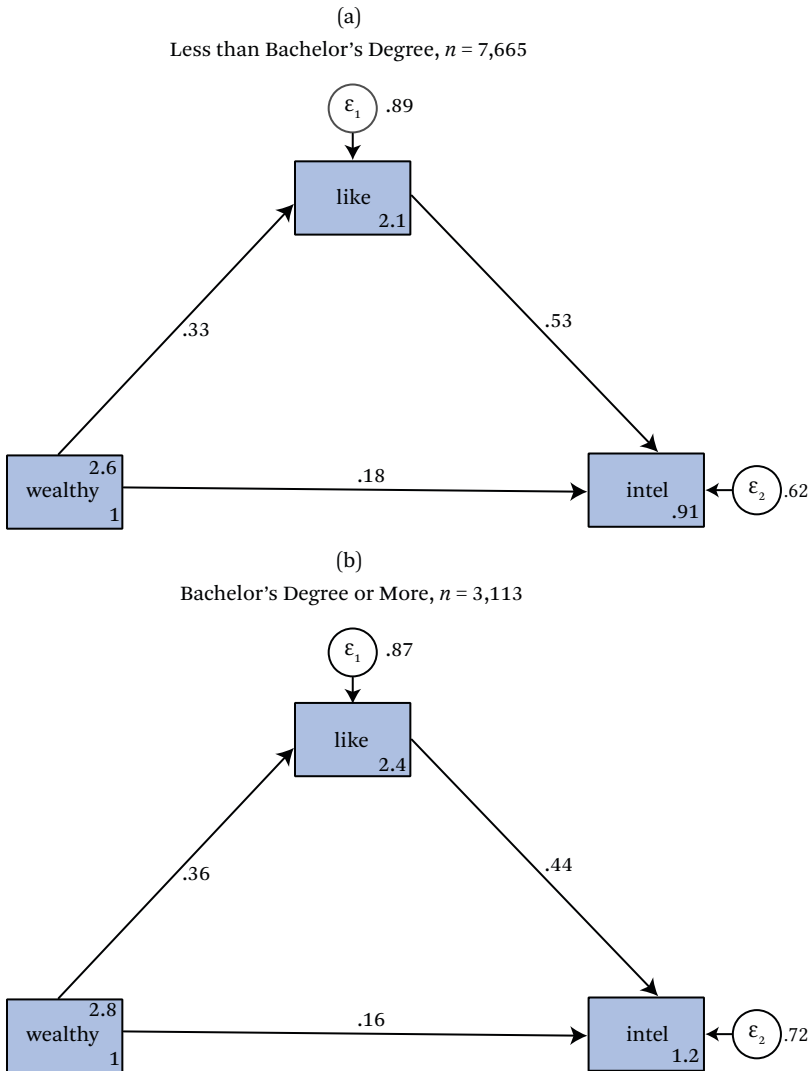 (a)
Less than Bachelor’s Degree, n = 7,665
ε1 .89
like
2.1
.33
.53
2.6
wealthy
1
.18
intel
.91
ε2 .62
(b)
Bachelor’s Degree or More, n = 3,113
ε1 .87
like
2.4
.36
.44
2.8
wealthy
1
.16
intel
1.2
ε2 .72